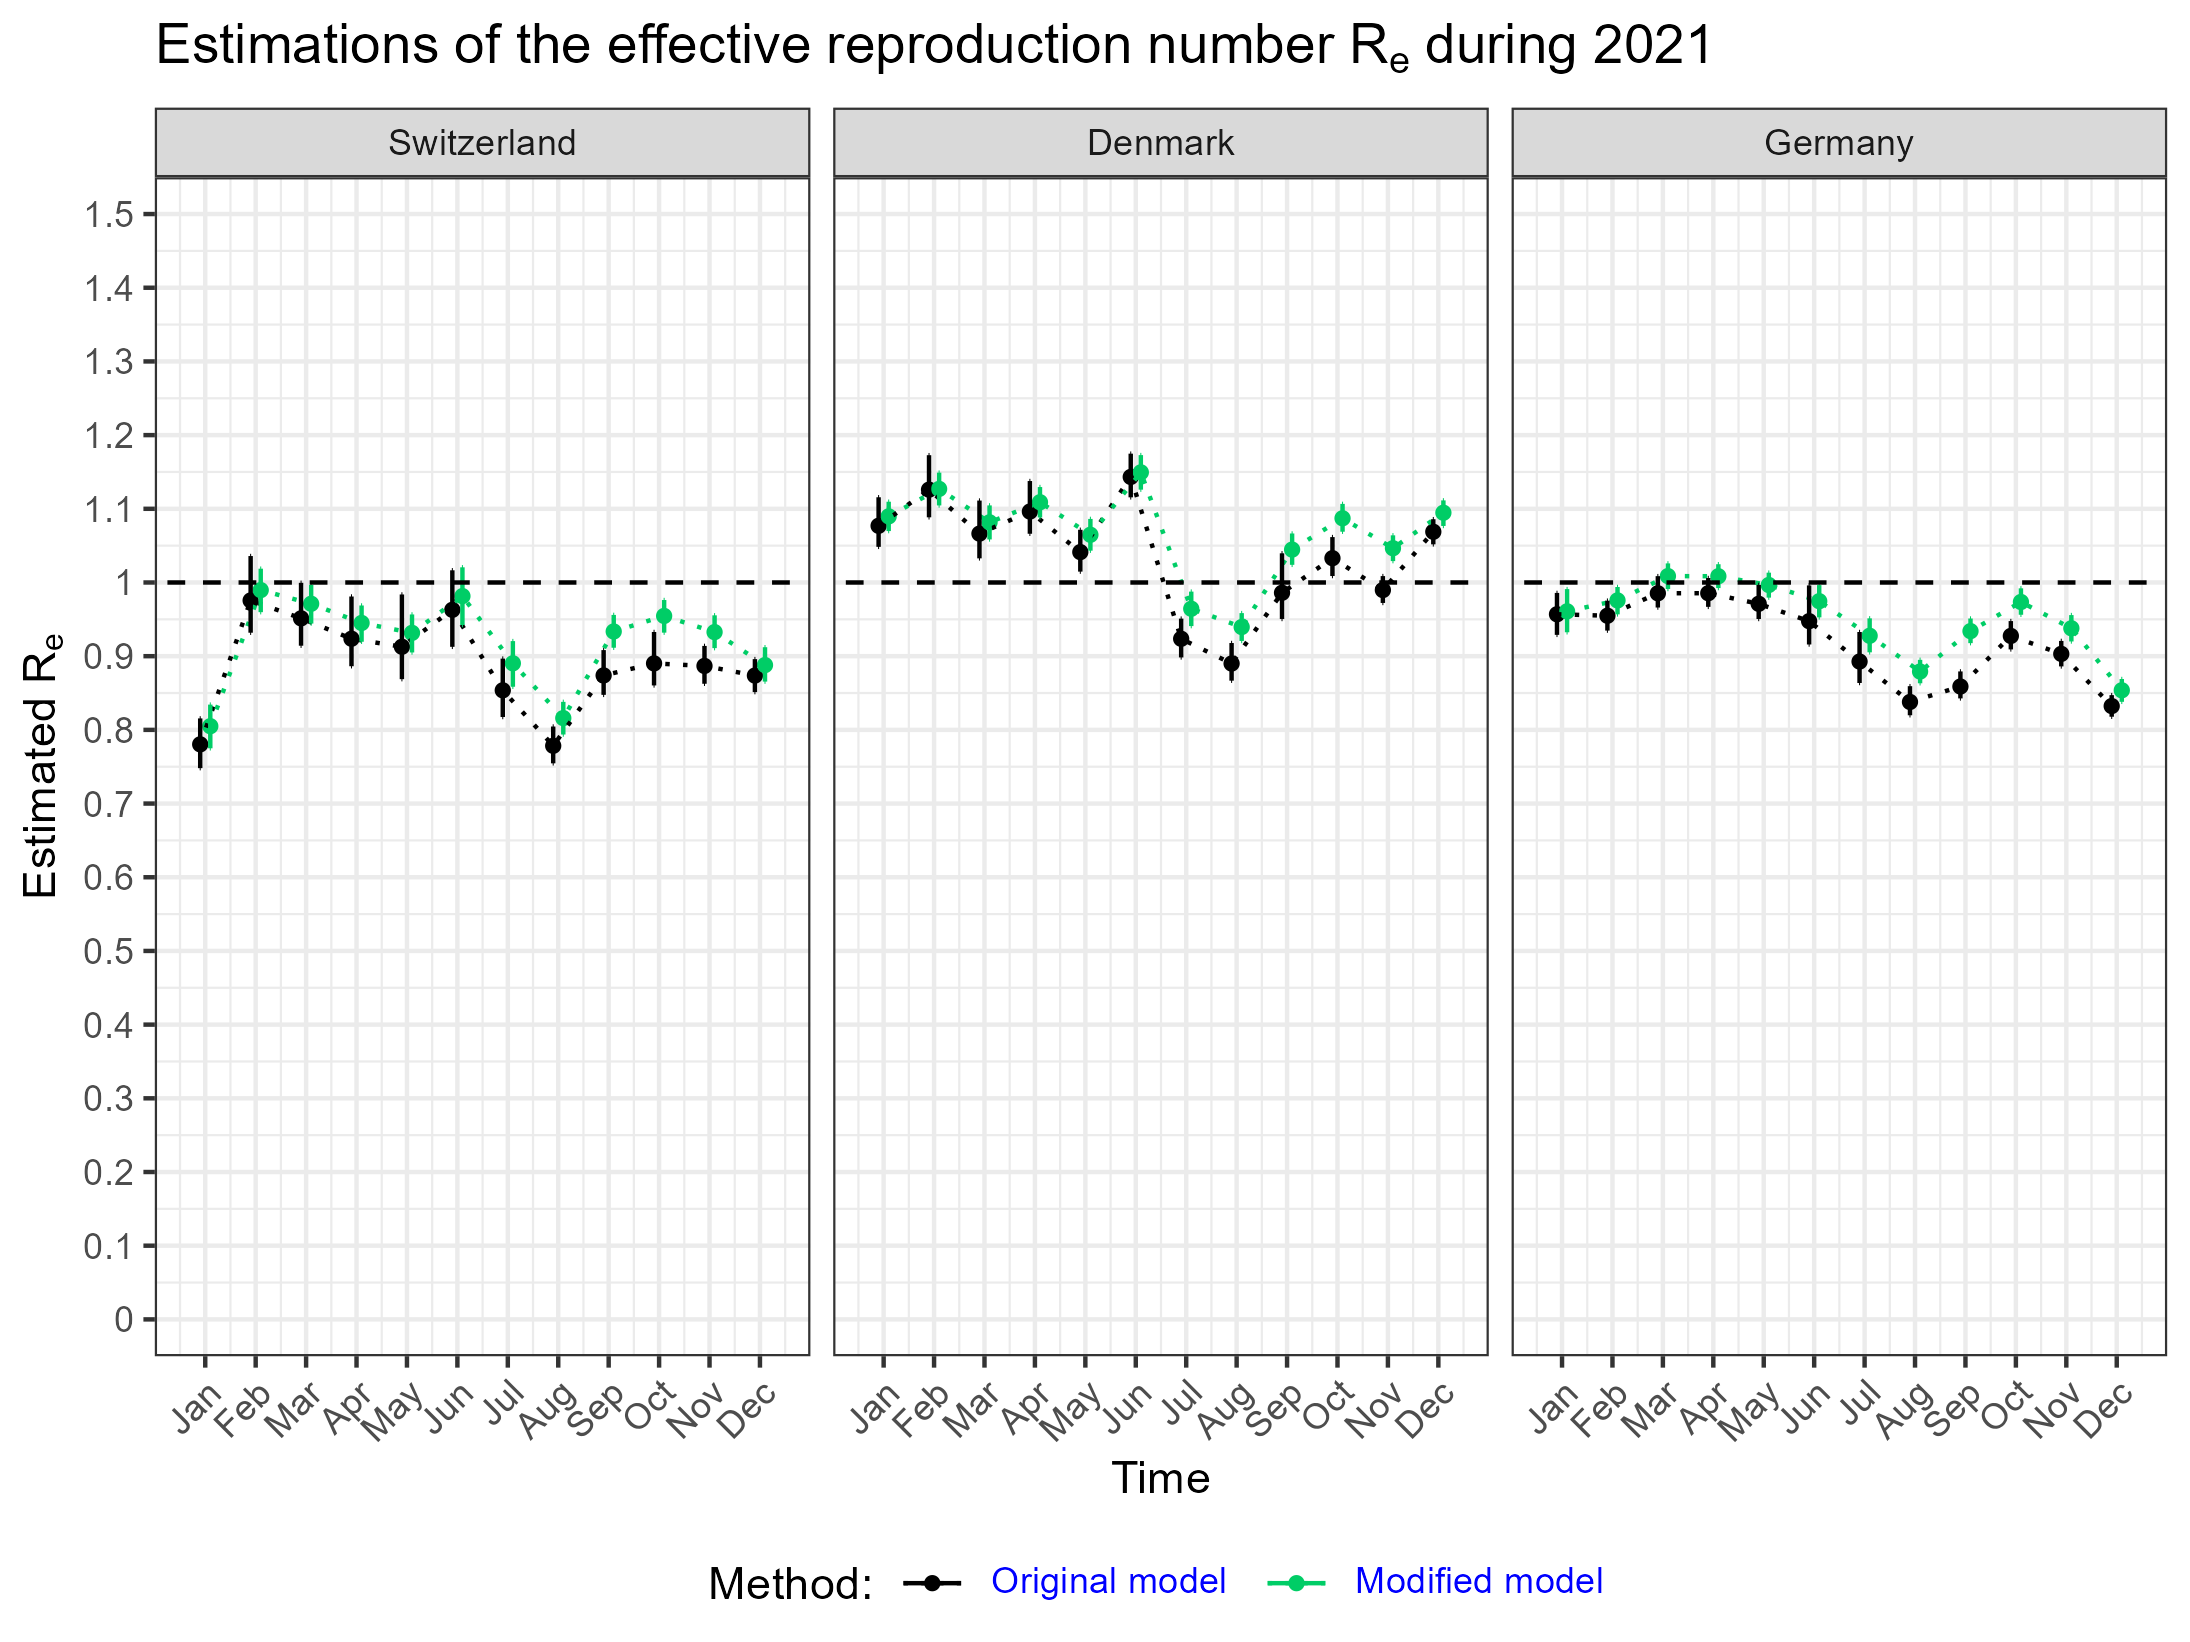 Estimations of the effective reproduction number Re during 2021
Switzerland Denmark Germany
1.5
1.4
1.3
1.2
1.1
1
0.9
0.8
0.7
0.6
0.5
0.4
0.3
0.2
0.1
0
Estimated Re
Jan Feb Mar Apr May Jun Jul Aug Sep Oct Nov Dec Jan Feb Mar Apr May Jun Jul Aug Sep Oct Nov Dec Jan Feb Mar Apr May Jun Jul Aug Sep Oct Nov Dec
Time
Method: Original model Modified model